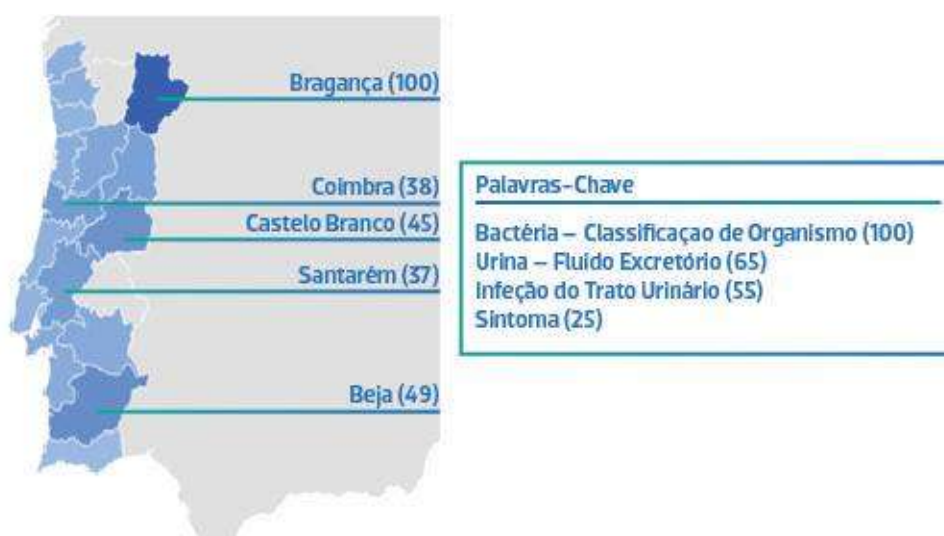 Bragança (100)
Coimbra (38)
Castelo Branco (45)
Santarém (37)
Beja (49)
Palavras-Chave
Bactéria – Classificaçao de Organismo (100)
Urina – Fluído Excretório (65)
Infeção do Trato Urinário (55)
Sintoma (25)